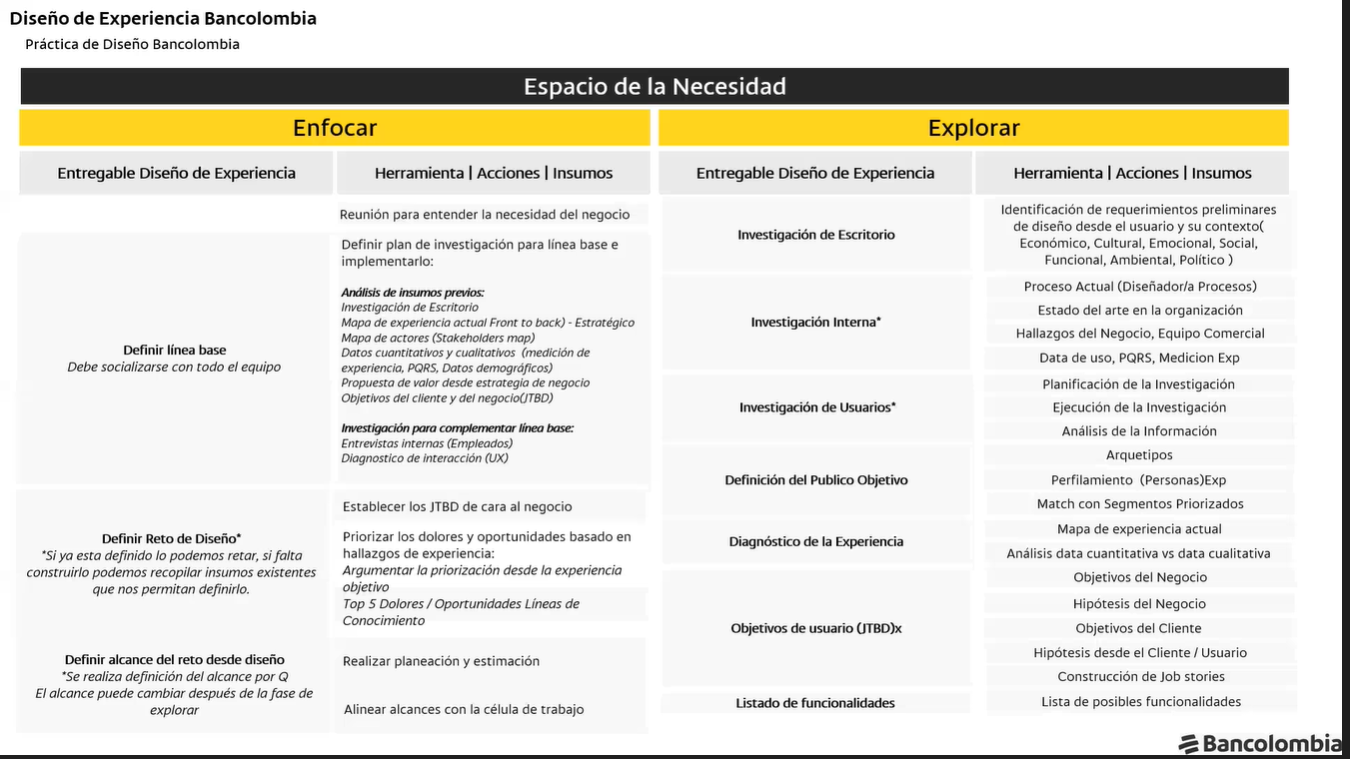 Diseño de Experiencia Bancolombia
Práctica de Diseño Bancolombia
Espacio de la Necesidad
Enfocar
Entregable Diseño de Experiencia
Herramienta | Acciones | Insumos
Reunión para entender la necesidad del negocio
Definir línea base
Debe socializarse con todo el equipo
Definir plan de investigación para línea base e
implementarlo:
Análisis de insumos previos:
Investigación de Escritorio
Mapa de experiencia actual Front to back) - Estratégico
Mapa de actores (Stakeholders map)
Datos cuantitativos y cualitativos (medición de
experiencia, PQRS, Datos demográficos)
Propuesta de valor desde estrategia de negocio
Objetivos del cliente y del negocio(JTBD)
Investigación para complementar línea base:
Entrevistas internas (Empleados)
Diagnostico de interacción (UX)
Definir Reto de Diseño*
*Si ya esta definido lo podemos retar, si falta
construirlo podemos recopilar insumos existentes
que nos permitan definirlo.
Establecer los JTBD de cara al negocio
Priorizar los dolores y oportunidades basado en
hallazgos de experiencia:
Argumentar la priorización desde la experiencia
objetivo
Top 5 Dolores / Oportunidades Líneas de
Conocimiento
Definir alcance del reto desde diseño
*Se realiza definición del alcance por Q
El alcance puede cambiar después de la fase de
explorar
Realizar planeación y estimación
Alinear alcances con la célula de trabajo
Explorar
Entregable Diseño de Experiencia
Herramienta | Acciones | Insumos
Investigación de Escritorio
Identificación de requerimientos preliminares
de diseño desde el usuario y su contexto(
Económico, Cultural, Emocional, Social,
Funcional, Ambiental, Político )
Investigación Interna*
Proceso Actual (Diseñador/a Procesos)
Estado del arte en la organización
Hallazgos del Negocio, Equipo Comercial
Data de uso, PQRS, Medicion Exp
Investigación de Usuarios*
Planificación de la Investigación
Ejecución de la Investigación
Análisis de la Información
Definición del Publico Objetivo
Arquetipos
Perfilamiento (Personas)Exp
Match con Segmentos Priorizados
Diagnóstico de la Experiencia
Mapa de experiencia actual
Análisis data cuantitativa vs data cualitativa
Objetivos de usuario (JTBD)x
Objetivos del Negocio
Hipótesis del Negocio
Objetivos del Cliente
Hipótesis desde el Cliente / Usuario
Construcción de Job stories
Listado de funcionalidades
Lista de posibles funcionalidades
Bancolombia